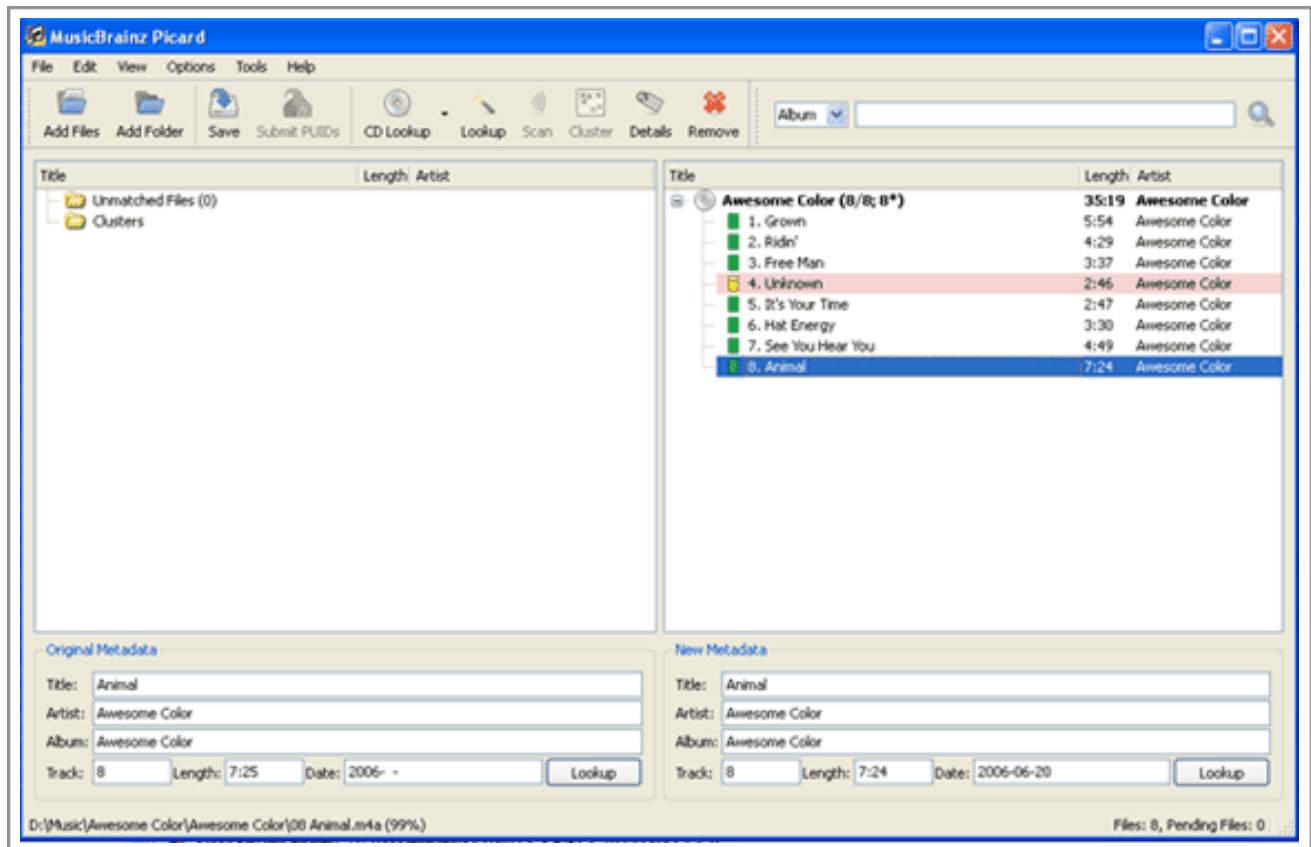 MusicBrainz Picard
File Edit View Options Tools Help
Add Files Add Folder Save Submit PUIDs CD Lookup Lookup Scan Cluster Details Remove Album
Title Length Artist
Unmatched Files (0)
Clusters
Title Length Artist
Awesome Color (8/8; 8*) 35:19 Awesome Color
1. Grown 5:54 Awesome Color
2. Ridin' 4:29 Awesome Color
3. Free Man 3:37 Awesome Color
4. Unknown 2:46 Awesome Color
5. It's Your Time 2:47 Awesome Color
6. Hat Energy 3:30 Awesome Color
7. See You Hear You 4:49 Awesome Color
8. Animal 7:24 Awesome Color
Original Metadata
Title: Animal
Artist: Awesome Color
Album: Awesome Color
Track: 8 Length: 7:25 Date: 2006- - Lookup
New Metadata
Title: Animal
Artist: Awesome Color
Album: Awesome Color
Track: 8 Length: 7:24 Date: 2006-06-20 Lookup
D:\Music\Awesome Color\Awesome Color\08 Animal.m4a (99%) Files: 8, Pending Files: 0